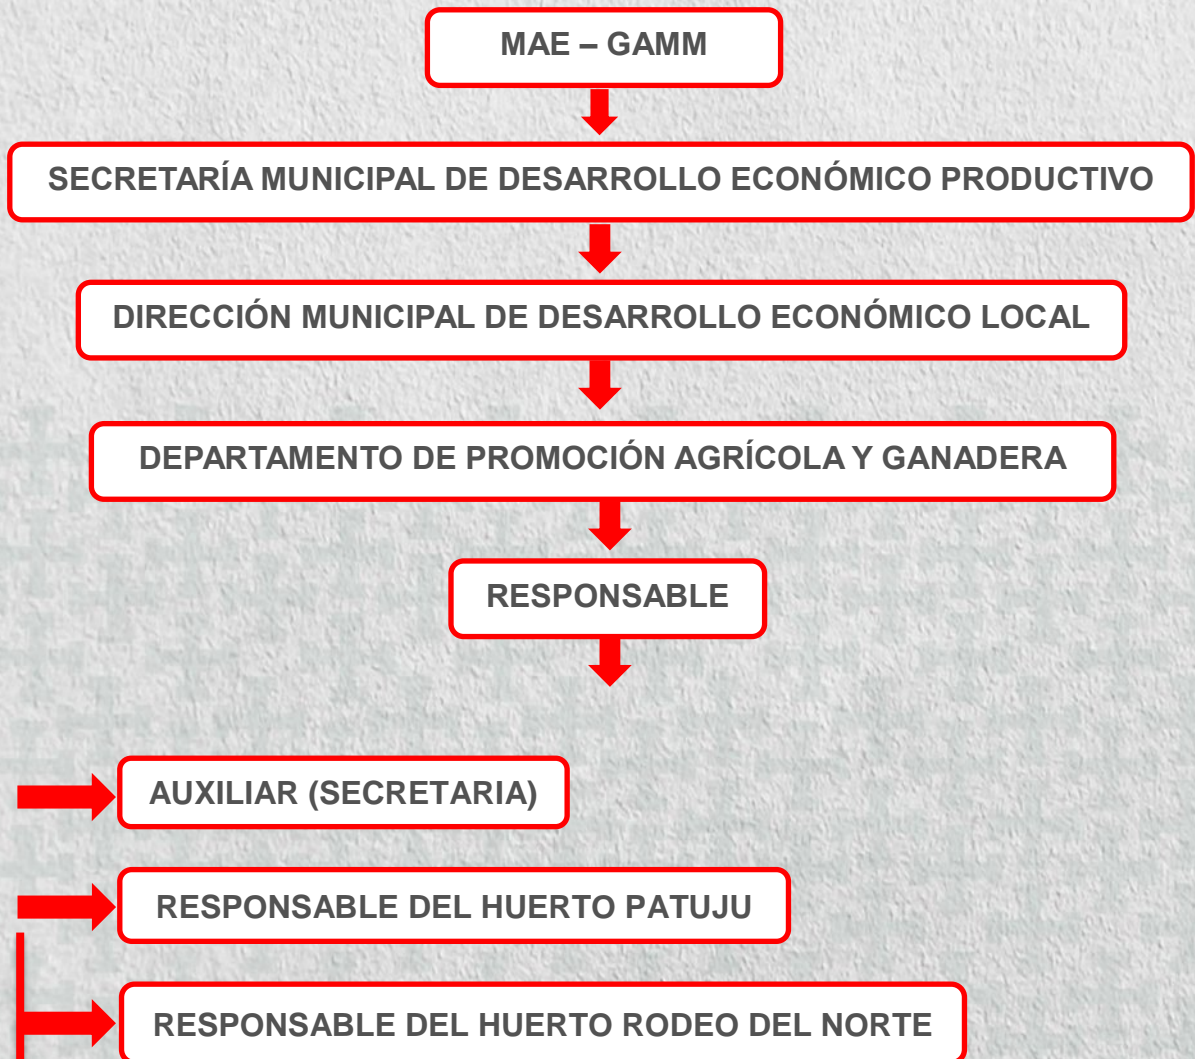 MAE – GAMM
SECRETARÍA MUNICIPAL DE DESARROLLO ECONÓMICO PRODUCTIVO
DIRECCIÓN MUNICIPAL DE DESARROLLO ECONÓMICO LOCAL
DEPARTAMENTO DE PROMOCIÓN AGRÍCOLA Y GANADERA
RESPONSABLE
AUXILIAR (SECRETARIA)
RESPONSABLE DEL HUERTO PATUJU
RESPONSABLE DEL HUERTO RODEO DEL NORTE